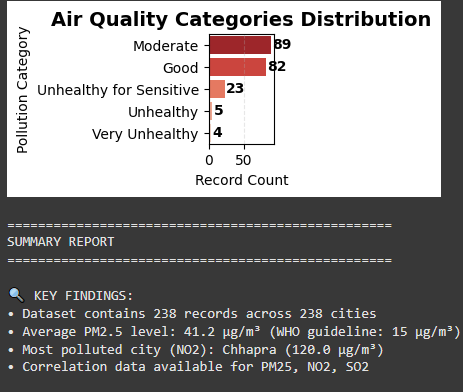 Air Quality Categories Distribution
Pollution Category
Moderate 89
Good 82
Unhealthy for Sensitive 23
Unhealthy 5
Very Unhealthy 4
0 50
Record Count
==================================================
SUMMARY REPORT
==================================================
🔍 KEY FINDINGS:
• Dataset contains 238 records across 238 cities
• Average PM2.5 level: 41.2 μg/m³ (WHO guideline: 15 μg/m³)
• Most polluted city (NO2): Chhapra (120.0 μg/m³)
• Correlation data available for PM25, NO2, SO2